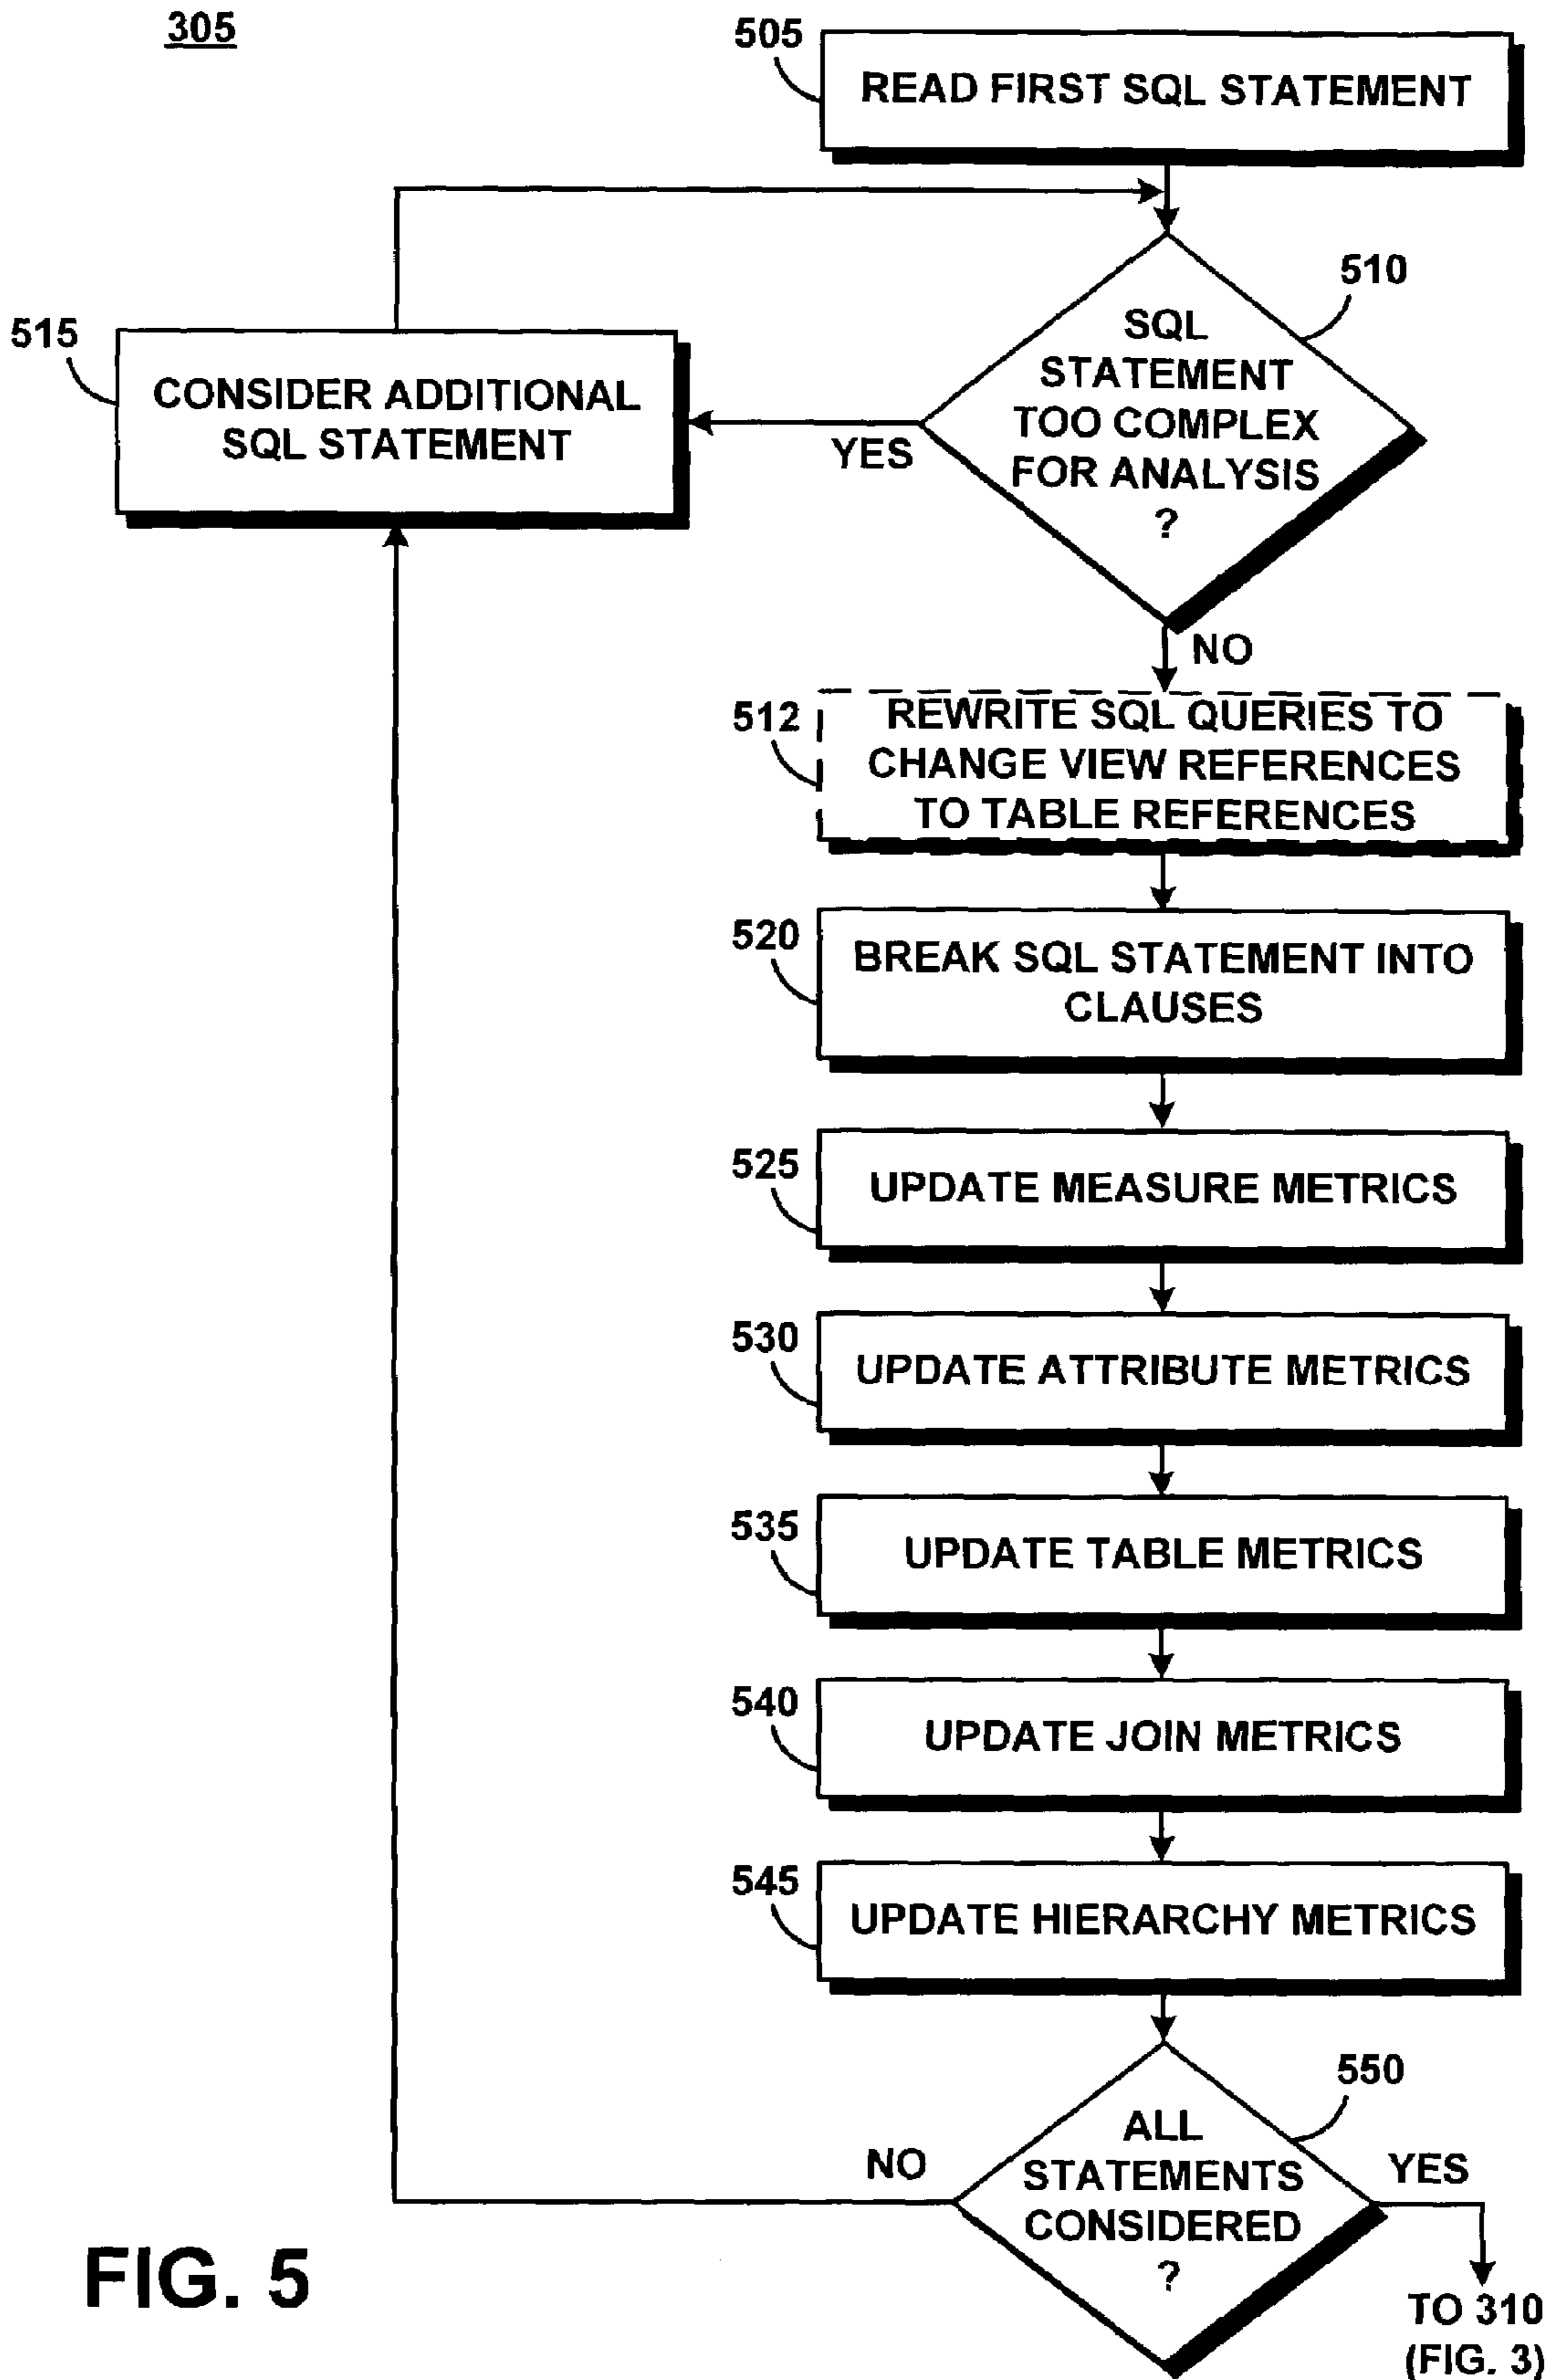 305
505
READ FIRST SQL STATEMENT
510
SQL
STATEMENT
TOO COMPLEX
FOR ANALYSIS
?
515
CONSIDER ADDITIONAL
SQL STATEMENT
YES
NO
512
REWRITE SQL QUERIES TO
CHANGE VIEW REFERENCES
TO TABLE REFERENCES
520
BREAK SQL STATEMENT INTO
CLAUSES
525
UPDATE MEASURE METRICS
530
UPDATE ATTRIBUTE METRICS
535
UPDATE TABLE METRICS
540
UPDATE JOIN METRICS
545
UPDATE HIERARCHY METRICS
550
ALL
STATEMENTS
CONSIDERED
?
NO
YES
TO 310
(FIG. 3)
FIG. 5